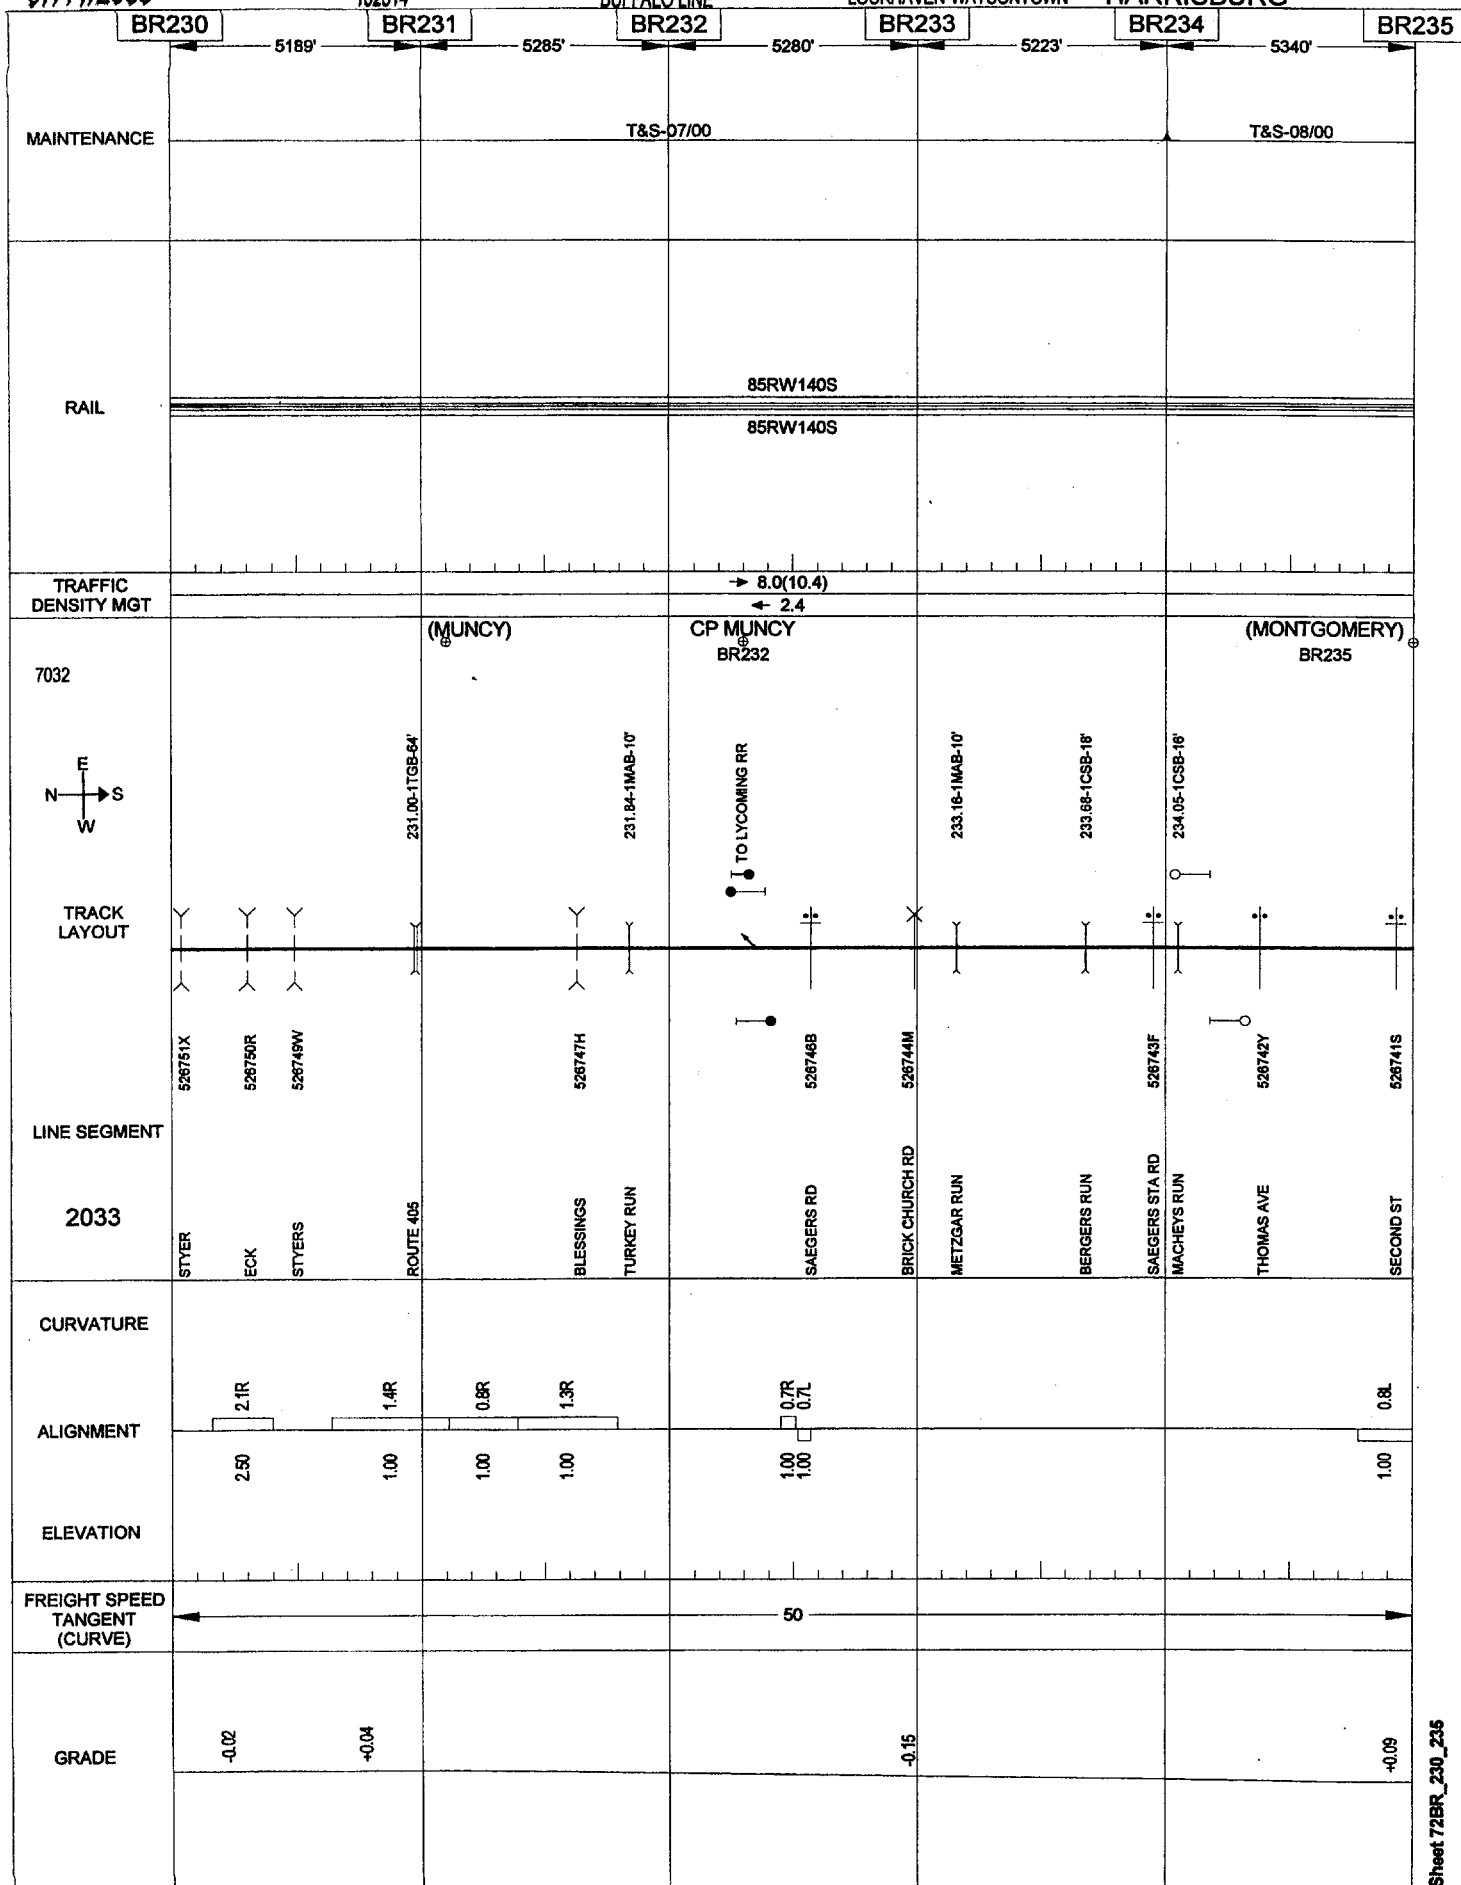 BUFFALO LINE
HARRISBURG
BR230 BR231 BR232 BR233 BR234 BR235
5189' 5285' 5280' 5223' 5340'
MAINTENANCE
T&S-07/00 T&S-08/00
RAIL
85RW140S
85RW140S
TRAFFIC
DENSITY MGT
8.0(10.4)
2.4
(MUNCY) CP MUNCY (MONTGOMERY)
BR232 BR235
7032
E
N S
W
231.00-1TGB-64'
231.84-1MAB-10'
TO LYCOMING RR
233.16-1MAB-10'
233.68-1CSB-18'
234.05-1CSB-16'
TRACK
LAYOUT
526751X
526750R
526749W
526747H
526746B
526744M
526743F
526742Y
526741S
LINE SEGMENT
2033
STYER
ECK
STYERS
ROUTE 405
BLESSINGS
TURKEY RUN
SAEGERS RD
BRICK CHURCH RD
METZGAR RUN
BERGERS RUN
SAEGERS STA RD
MACHEYS RUN
THOMAS AVE
SECOND ST
CURVATURE
2.1R
1.4R
0.8R
1.3R
0.7R
0.7L
0.8L
ALIGNMENT
2.50
1.00
1.00
1.00
1.00
1.00
1.00
ELEVATION
FREIGHT SPEED
TANGENT
(CURVE)
50
GRADE
-0.02
+0.04
-0.15
+0.09
Sheet 72BR_230_235